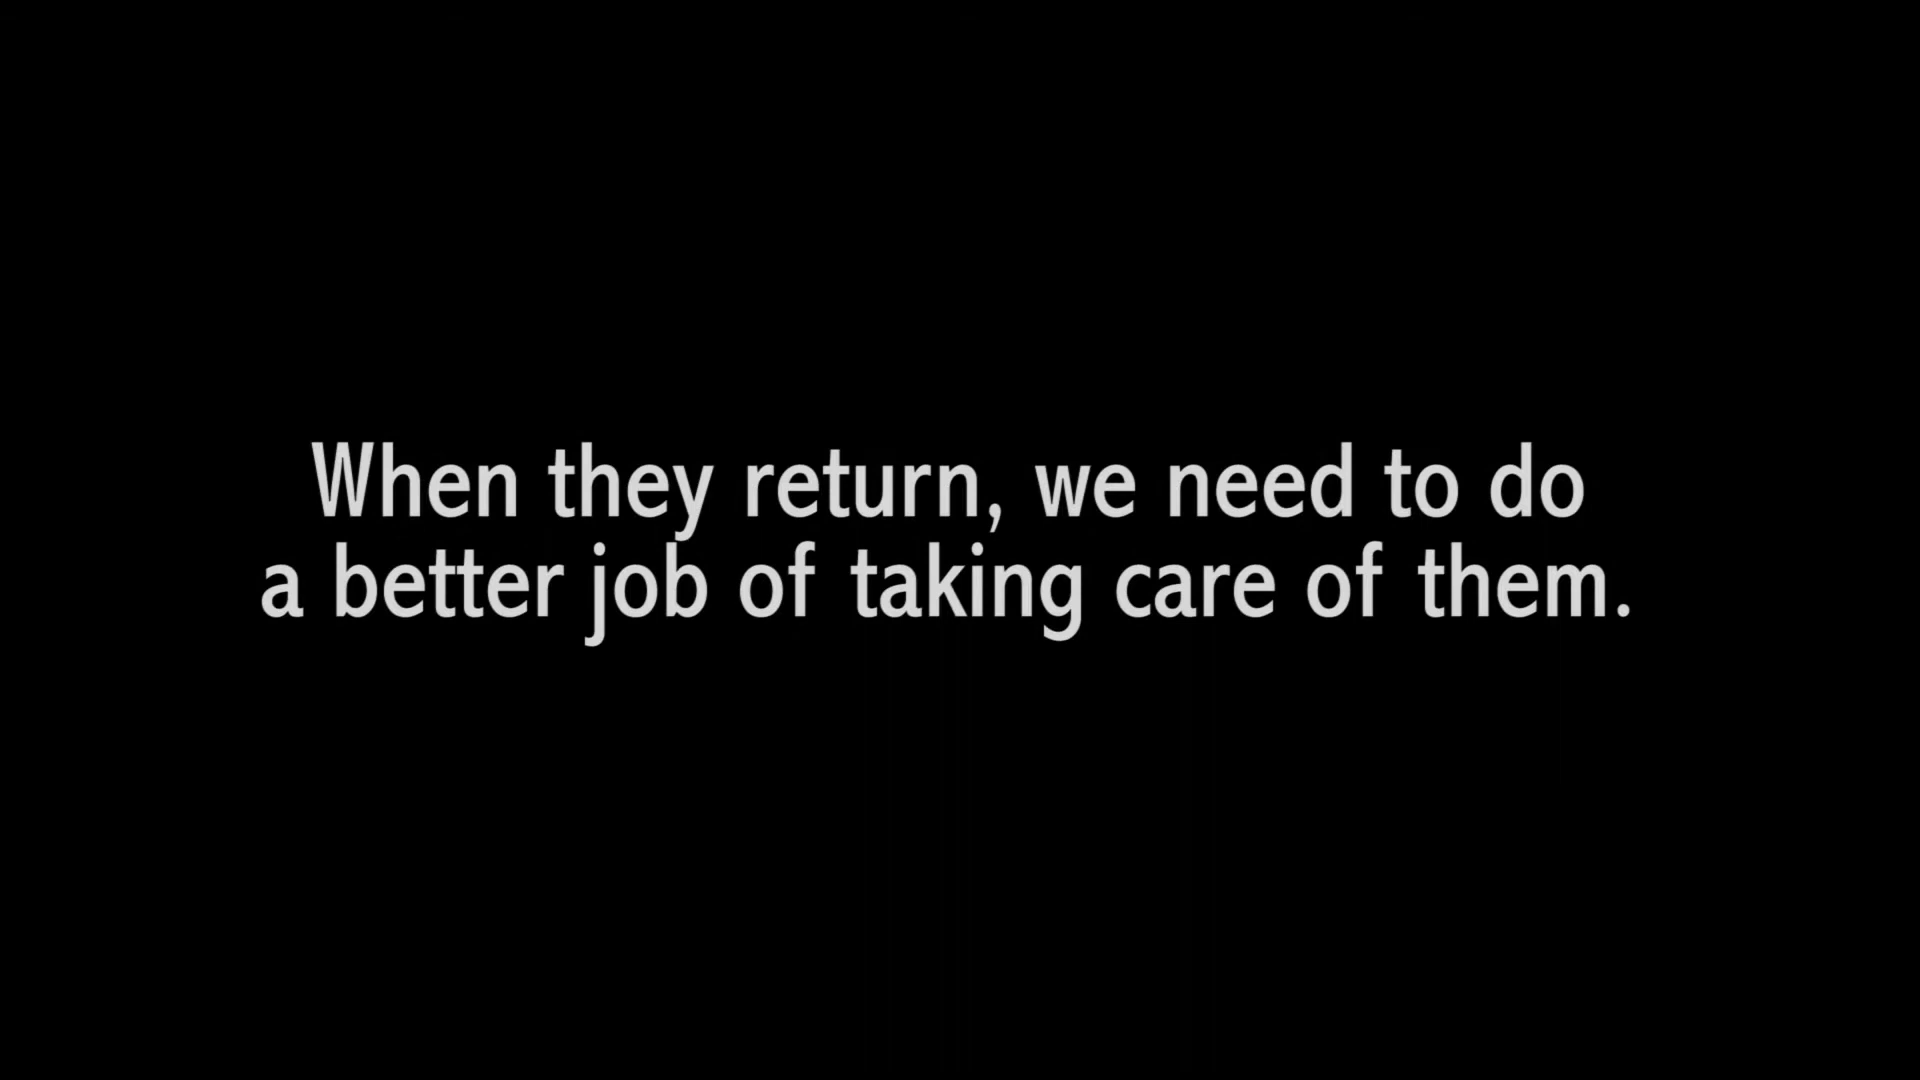 When they return, we need to do
a better job of taking care of them.